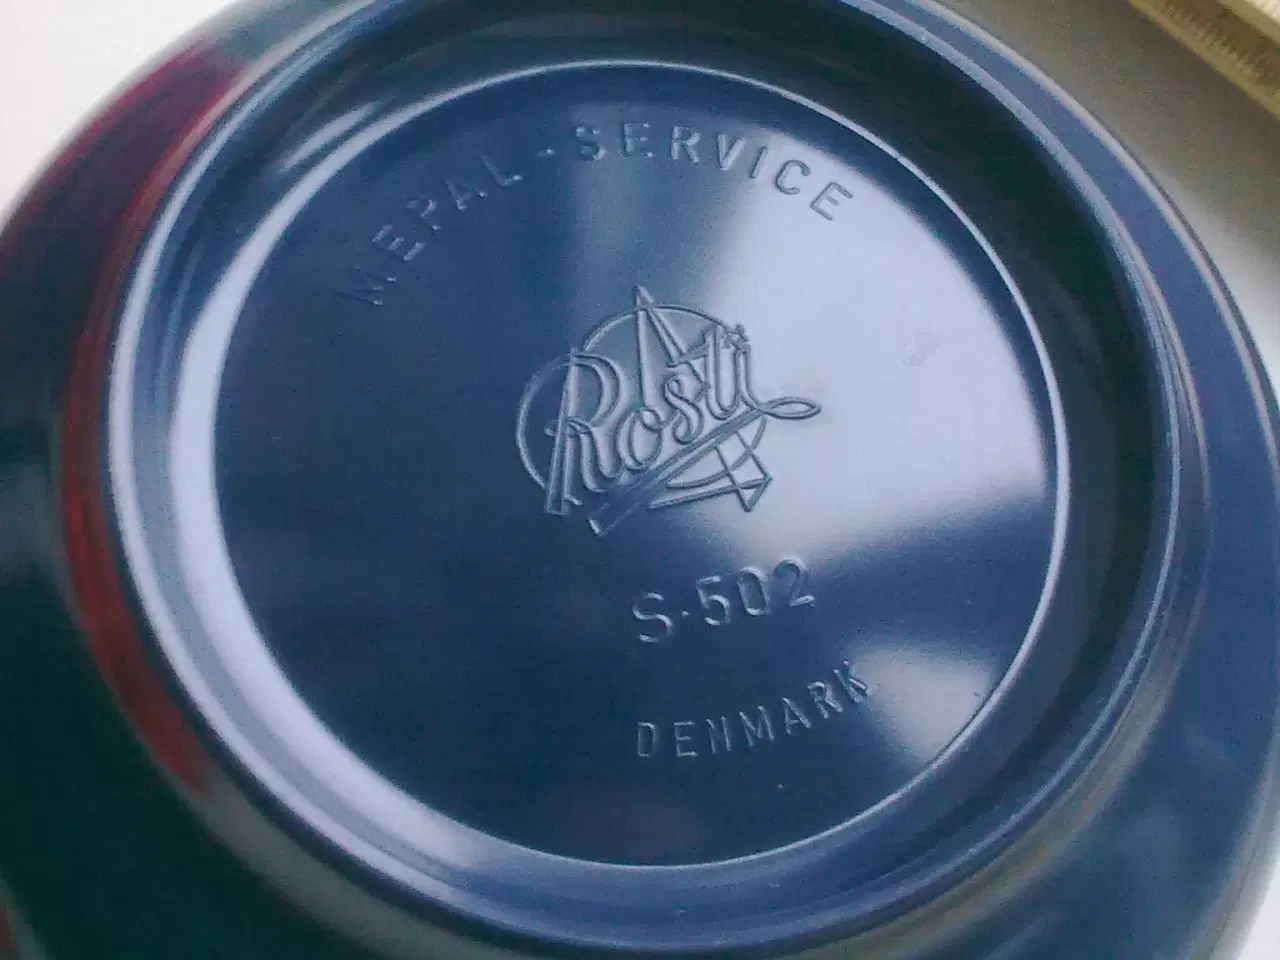 MEPAL-SERVICE
Rosti
S-502
DENMARK